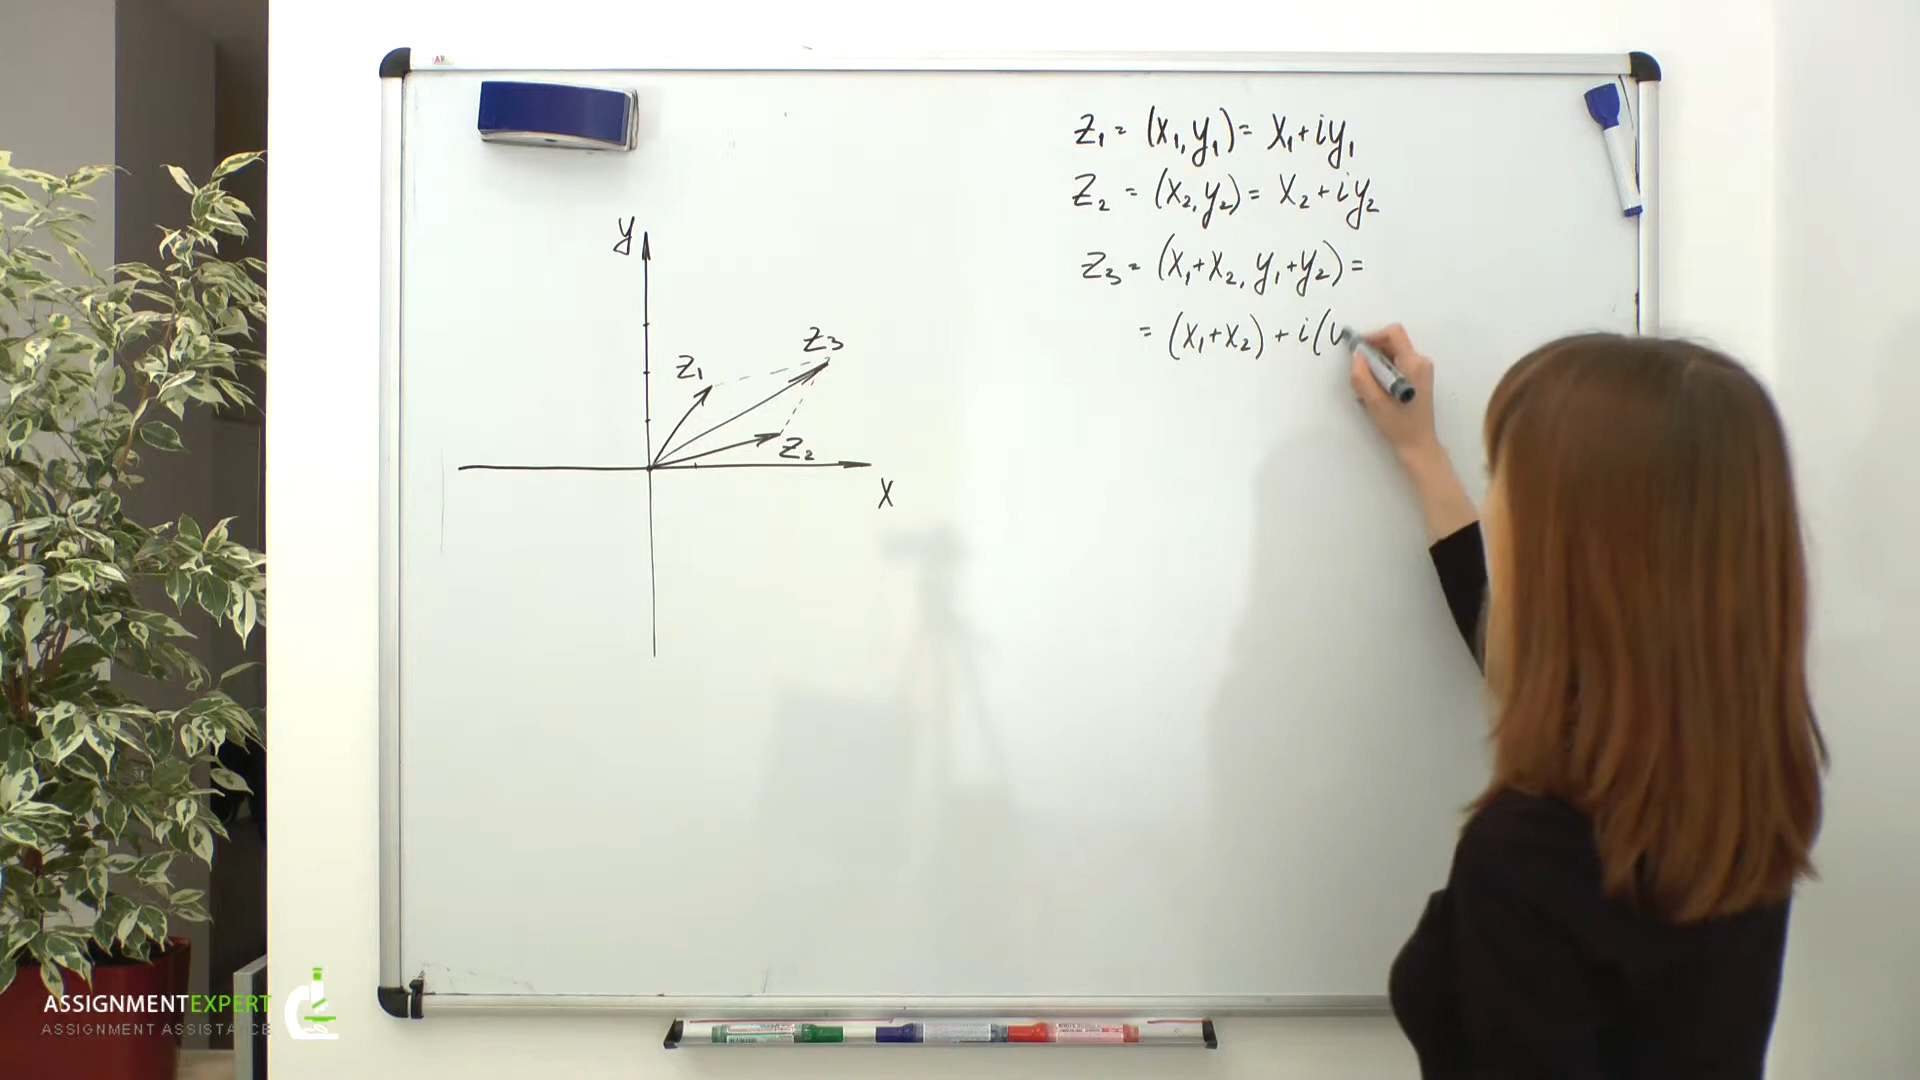 Z₁ = (x₁, y₁) = x₁ + iy₁
Z₂ = (x₂, y₂) = x₂ + iy₂
Z₃ = (x₁+x₂, y₁+y₂) =
= (x₁+x₂) + i(
y
Z₃
Z₁
Z₂
x
ASSIGNMENTEXPERT
ASSIGNMENT ASSISTANCE